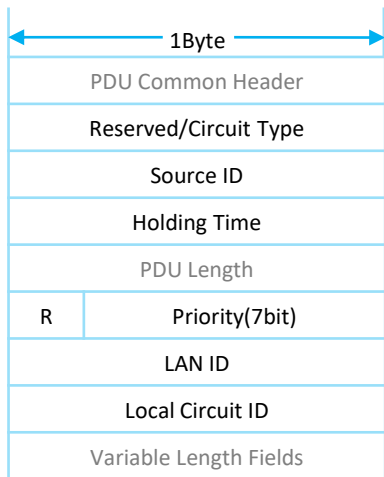 1Byte
PDU Common Header
Reserved/Circuit Type
Source ID
Holding Time
PDU Length
R Priority(7bit)
LAN ID
Local Circuit ID
Variable Length Fields